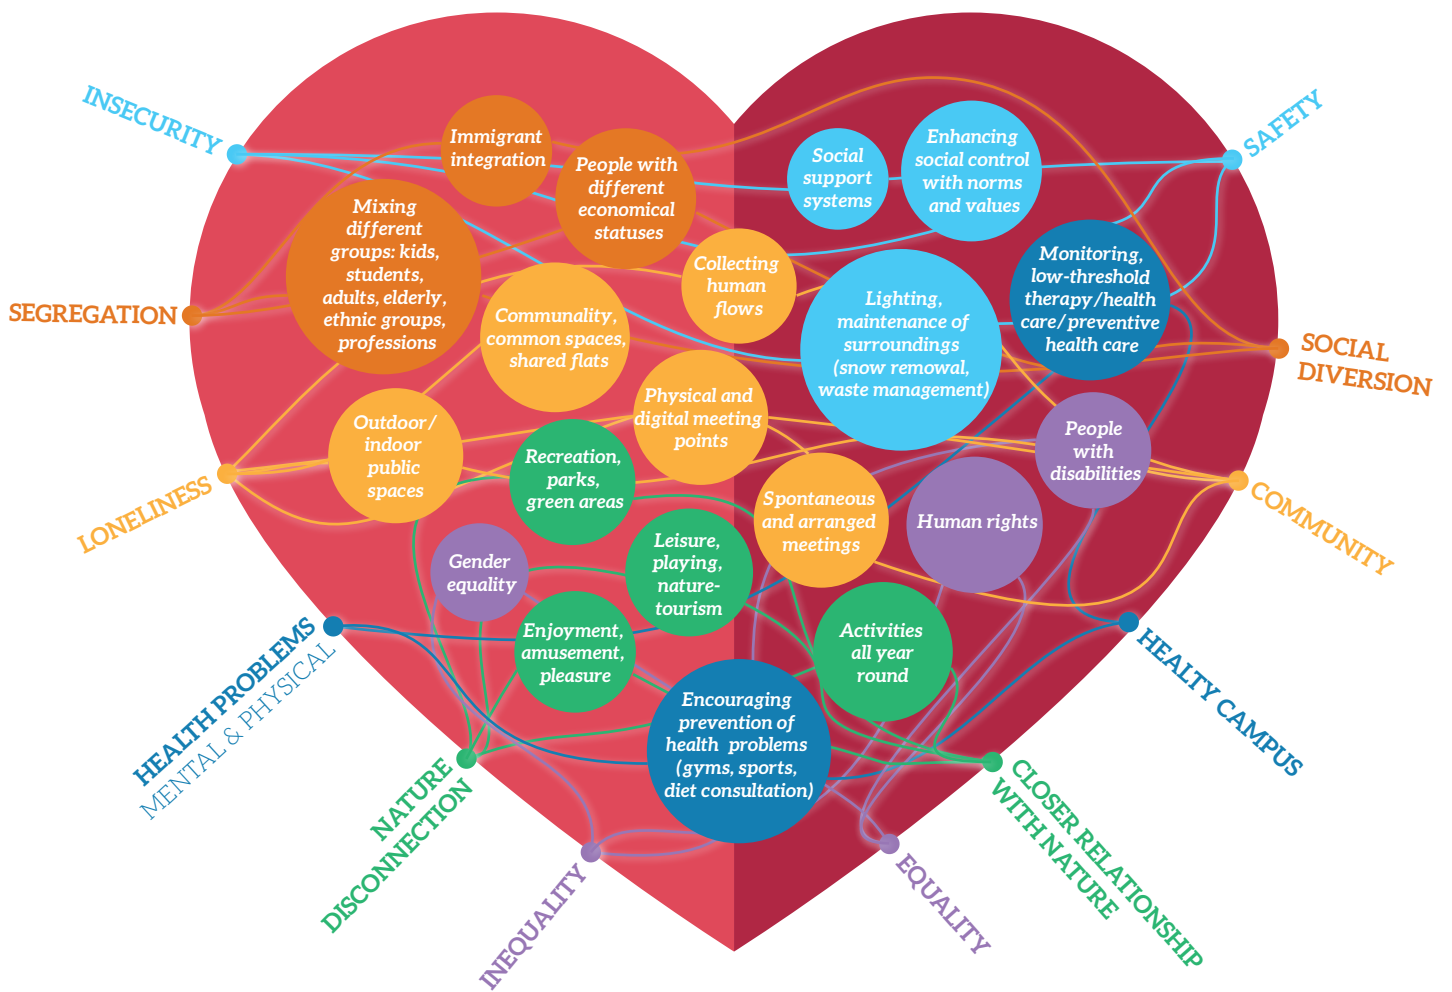 INSECURITY
SEGREGATION
LONELINESS
HEALTH PROBLEMS
MENTAL & PHYSICAL
NATURE
DISCONNECTION
INEQUALITY
Immigrant
integration
People with
different
economical
statuses
Mixing
different
groups: kids,
students,
adults, elderly,
ethnic groups,
professions
Social
support
systems
Enhancing
social control
with norms
and values
Collecting
human
flows
Communality,
common spaces,
shared flats
Lighting,
maintenance of
surroundings
(snow removal,
waste management)
Monitoring,
low-threshold
therapy/health
care/preventive
health care
Physical and
digital meeting
points
Outdoor/
indoor
public
spaces
Recreation,
parks,
green areas
People
with
disabilities
Spontaneous
and arranged
meetings
Human rights
Gender
equality
Leisure,
playing,
nature-
tourism
Enjoyment,
amusement,
pleasure
Activities
all year
round
Encouraging
prevention of
health problems
(gyms, sports,
diet consultation)
SAFETY
SOCIAL
DIVERSION
COMMUNITY
HEALTY CAMPUS
CLOSER RELATIONSHIP
WITH NATURE
EQUALITY